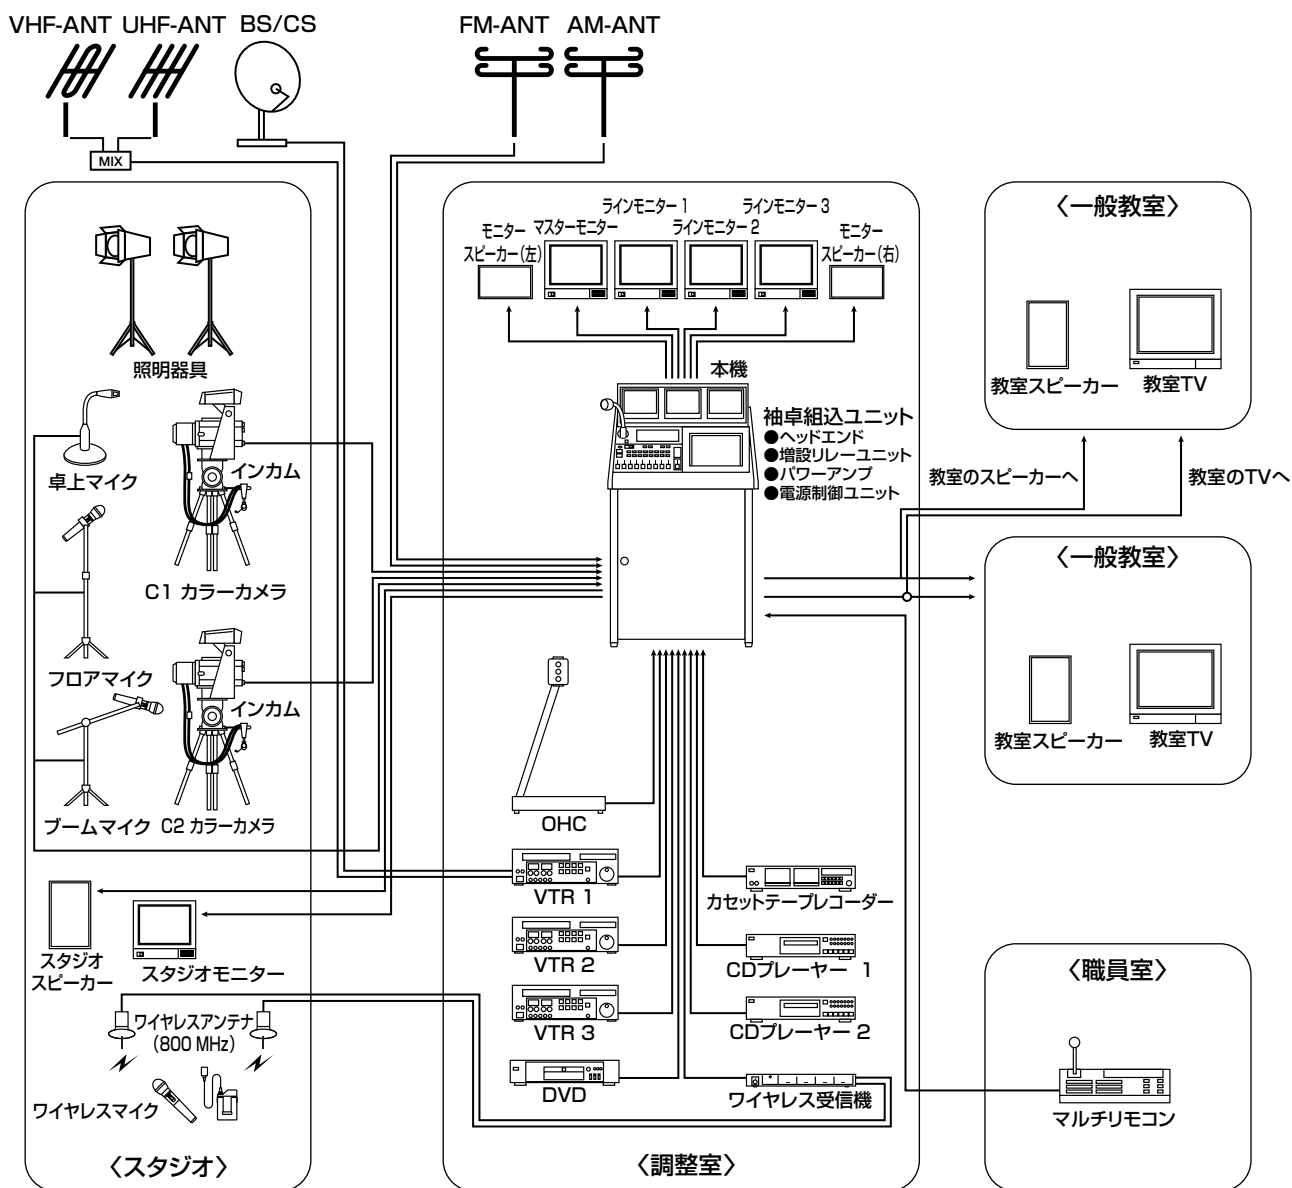 VHF-ANT UHF-ANT BS/CS
FM-ANT AM-ANT
MIX
照明器具
卓上マイク
インカム
C1 カラーカメラ
フロアマイク
インカム
ブームマイク
C2 カラーカメラ
スタジオ
スピーカー
スタジオモニター
ワイヤレスアンテナ
(800 MHz)
ワイヤレスマイク
〈スタジオ〉
ラインモニター 1
ラインモニター 3
モニター
スピーカー(左)
マスターモニター
ラインモニター 2
モニター
スピーカー(右)
本機
袖卓組込ユニット
●ヘッドエンド
●増設リレーユニット
●パワーアンプ
●電源制御ユニット
OHC
VTR 1
VTR 2
VTR 3
DVD
カセットテープレコーダー
CDプレーヤー 1
CDプレーヤー 2
ワイヤレス受信機
〈調整室〉
〈一般教室〉
教室スピーカー
教室TV
教室のスピーカーへ
教室のTVへ
〈一般教室〉
教室スピーカー
教室TV
〈職員室〉
マルチリモコン